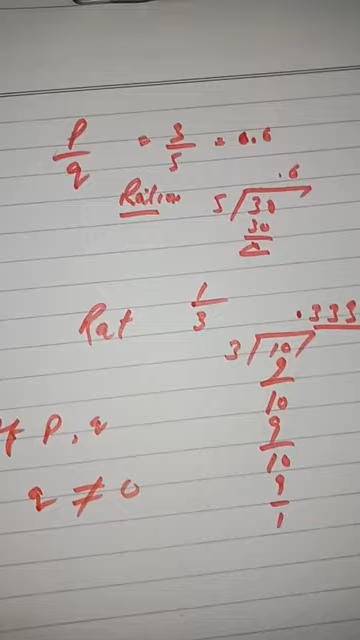 p/q = 3/5 = 0.6
Ration
.6
5 ) 30
30
0
Rat 1/3
.333
3 ) 10
9
10
9
10
9
1
if p, q
q ≠ 0